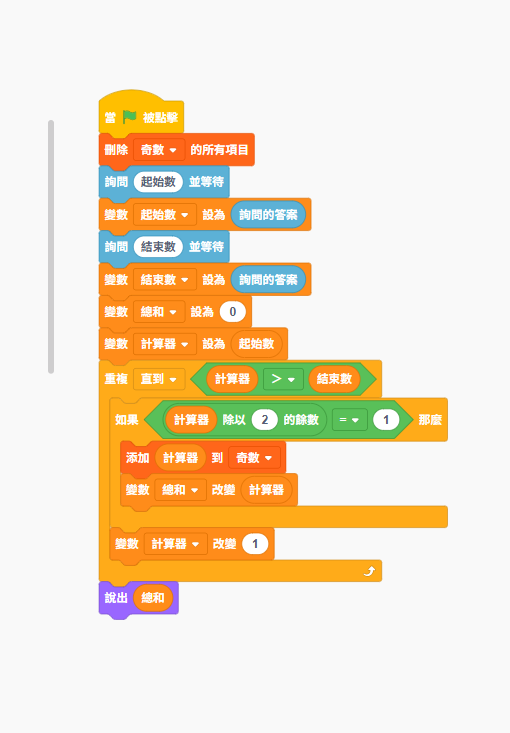 當 被點擊
刪除 奇數 的所有項目
詢問 起始數 並等待
變數 起始數 設為 詢問的答案
詢問 結束數 並等待
變數 結束數 設為 詢問的答案
變數 總和 設為 0
變數 計算器 設為 起始數
重複 直到 計算器 > 結束數
如果 計算器 除以 2 的餘數 = 1 那麼
添加 計算器 到 奇數
變數 總和 改變 計算器
變數 計算器 改變 1
說出 總和